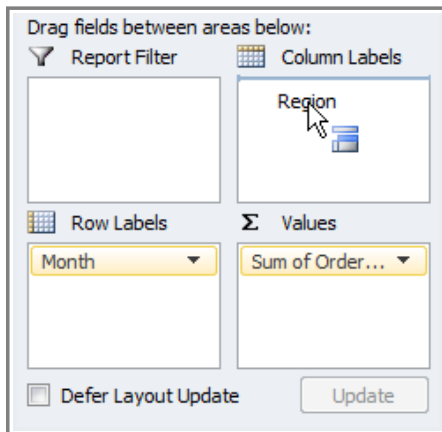 Drag fields between areas below:
Report Filter
Column Labels
Region
Row Labels
Σ Values
Month
Sum of Order...
Defer Layout Update
Update